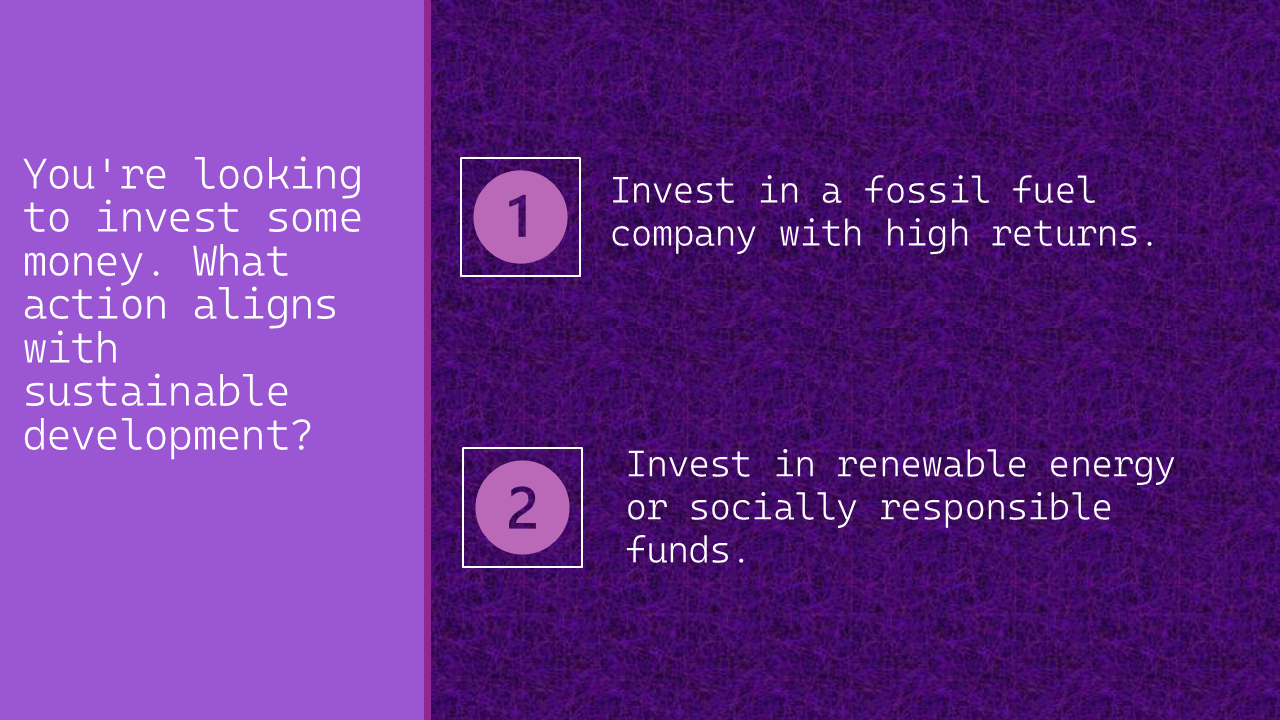 You're looking
to invest some
money. What
action aligns
with
sustainable
development?
1
Invest in a fossil fuel
company with high returns.
2
Invest in renewable energy
or socially responsible
funds.